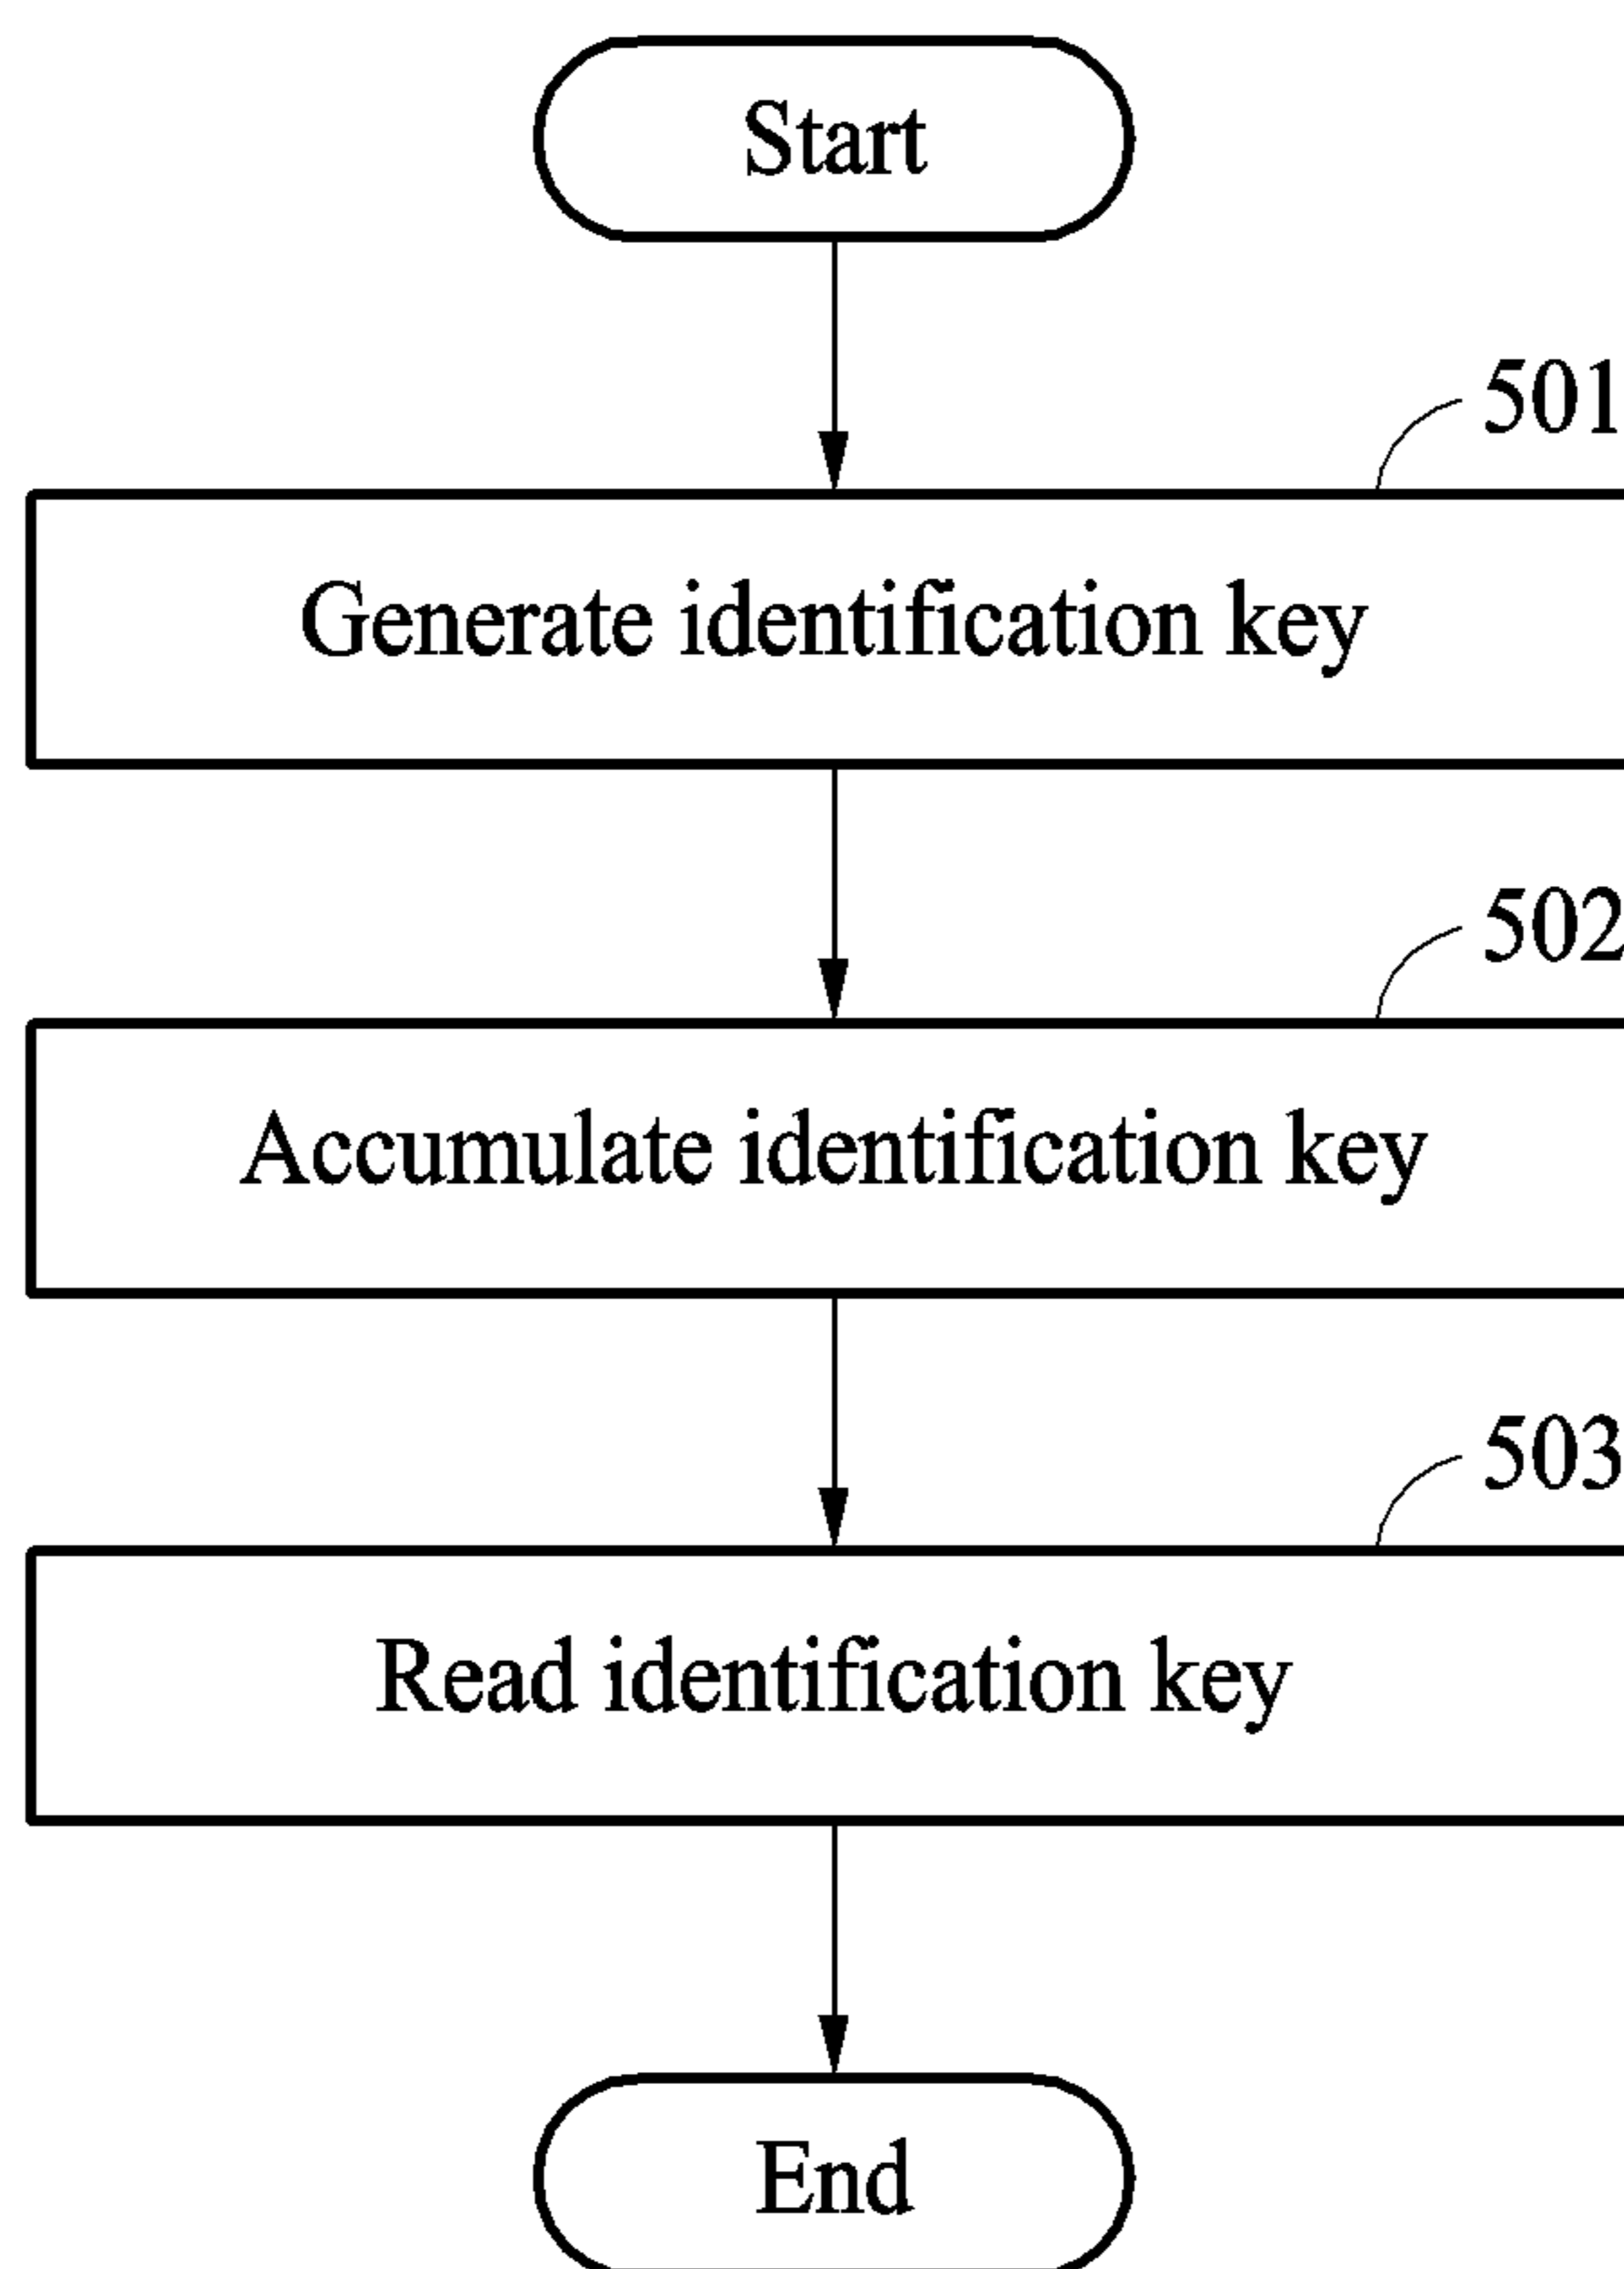 Start
501
Generate identification key
502
Accumulate identification key
503
Read identification key
End